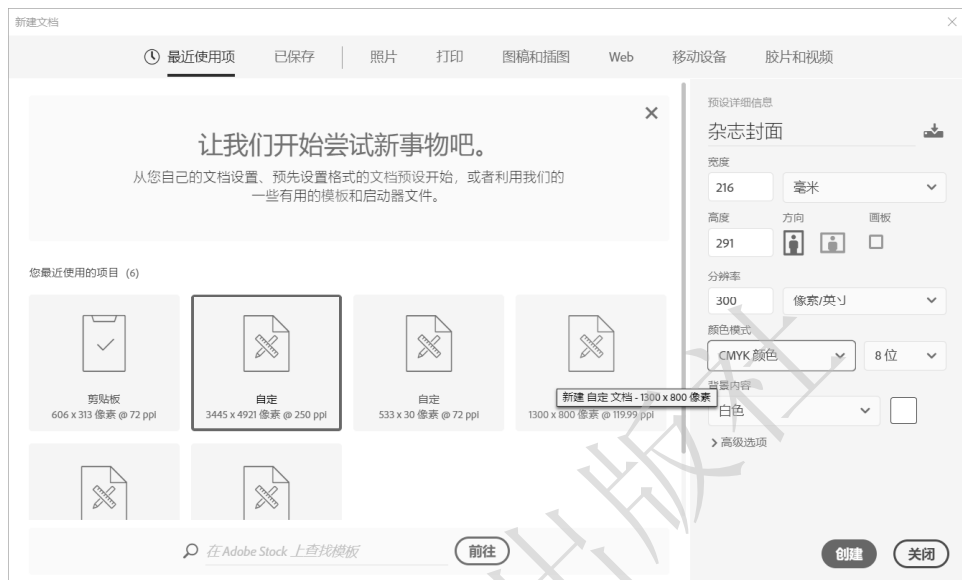 新建文档
最近使用项 已保存 照片 打印 图稿和插图 Web 移动设备 胶片和视频
让我们开始尝试新事物吧。
从您自己的文档设置、预先设置格式的文档预设开始，或者利用我们的
一些有用的模板和启动器文件。
您最近使用的项目 (6)
剪贴板
606 x 313 像素 @ 72 ppi
自定
3445 x 4921 像素 @ 250 ppi
自定
533 x 30 像素 @ 72 ppi
新建 自定 文档 - 1300 x 800 像素
1300 x 800 像素 @ 119.99 ppi
在 Adobe Stock 上查找模板
前往
预设详细信息
杂志封面
宽度
216 毫米
高度 方向 画板
291
分辨率
300 像素/英寸
颜色模式
CMYK 颜色 8 位
背景内容
白色
高级选项
创建 关闭
出版社